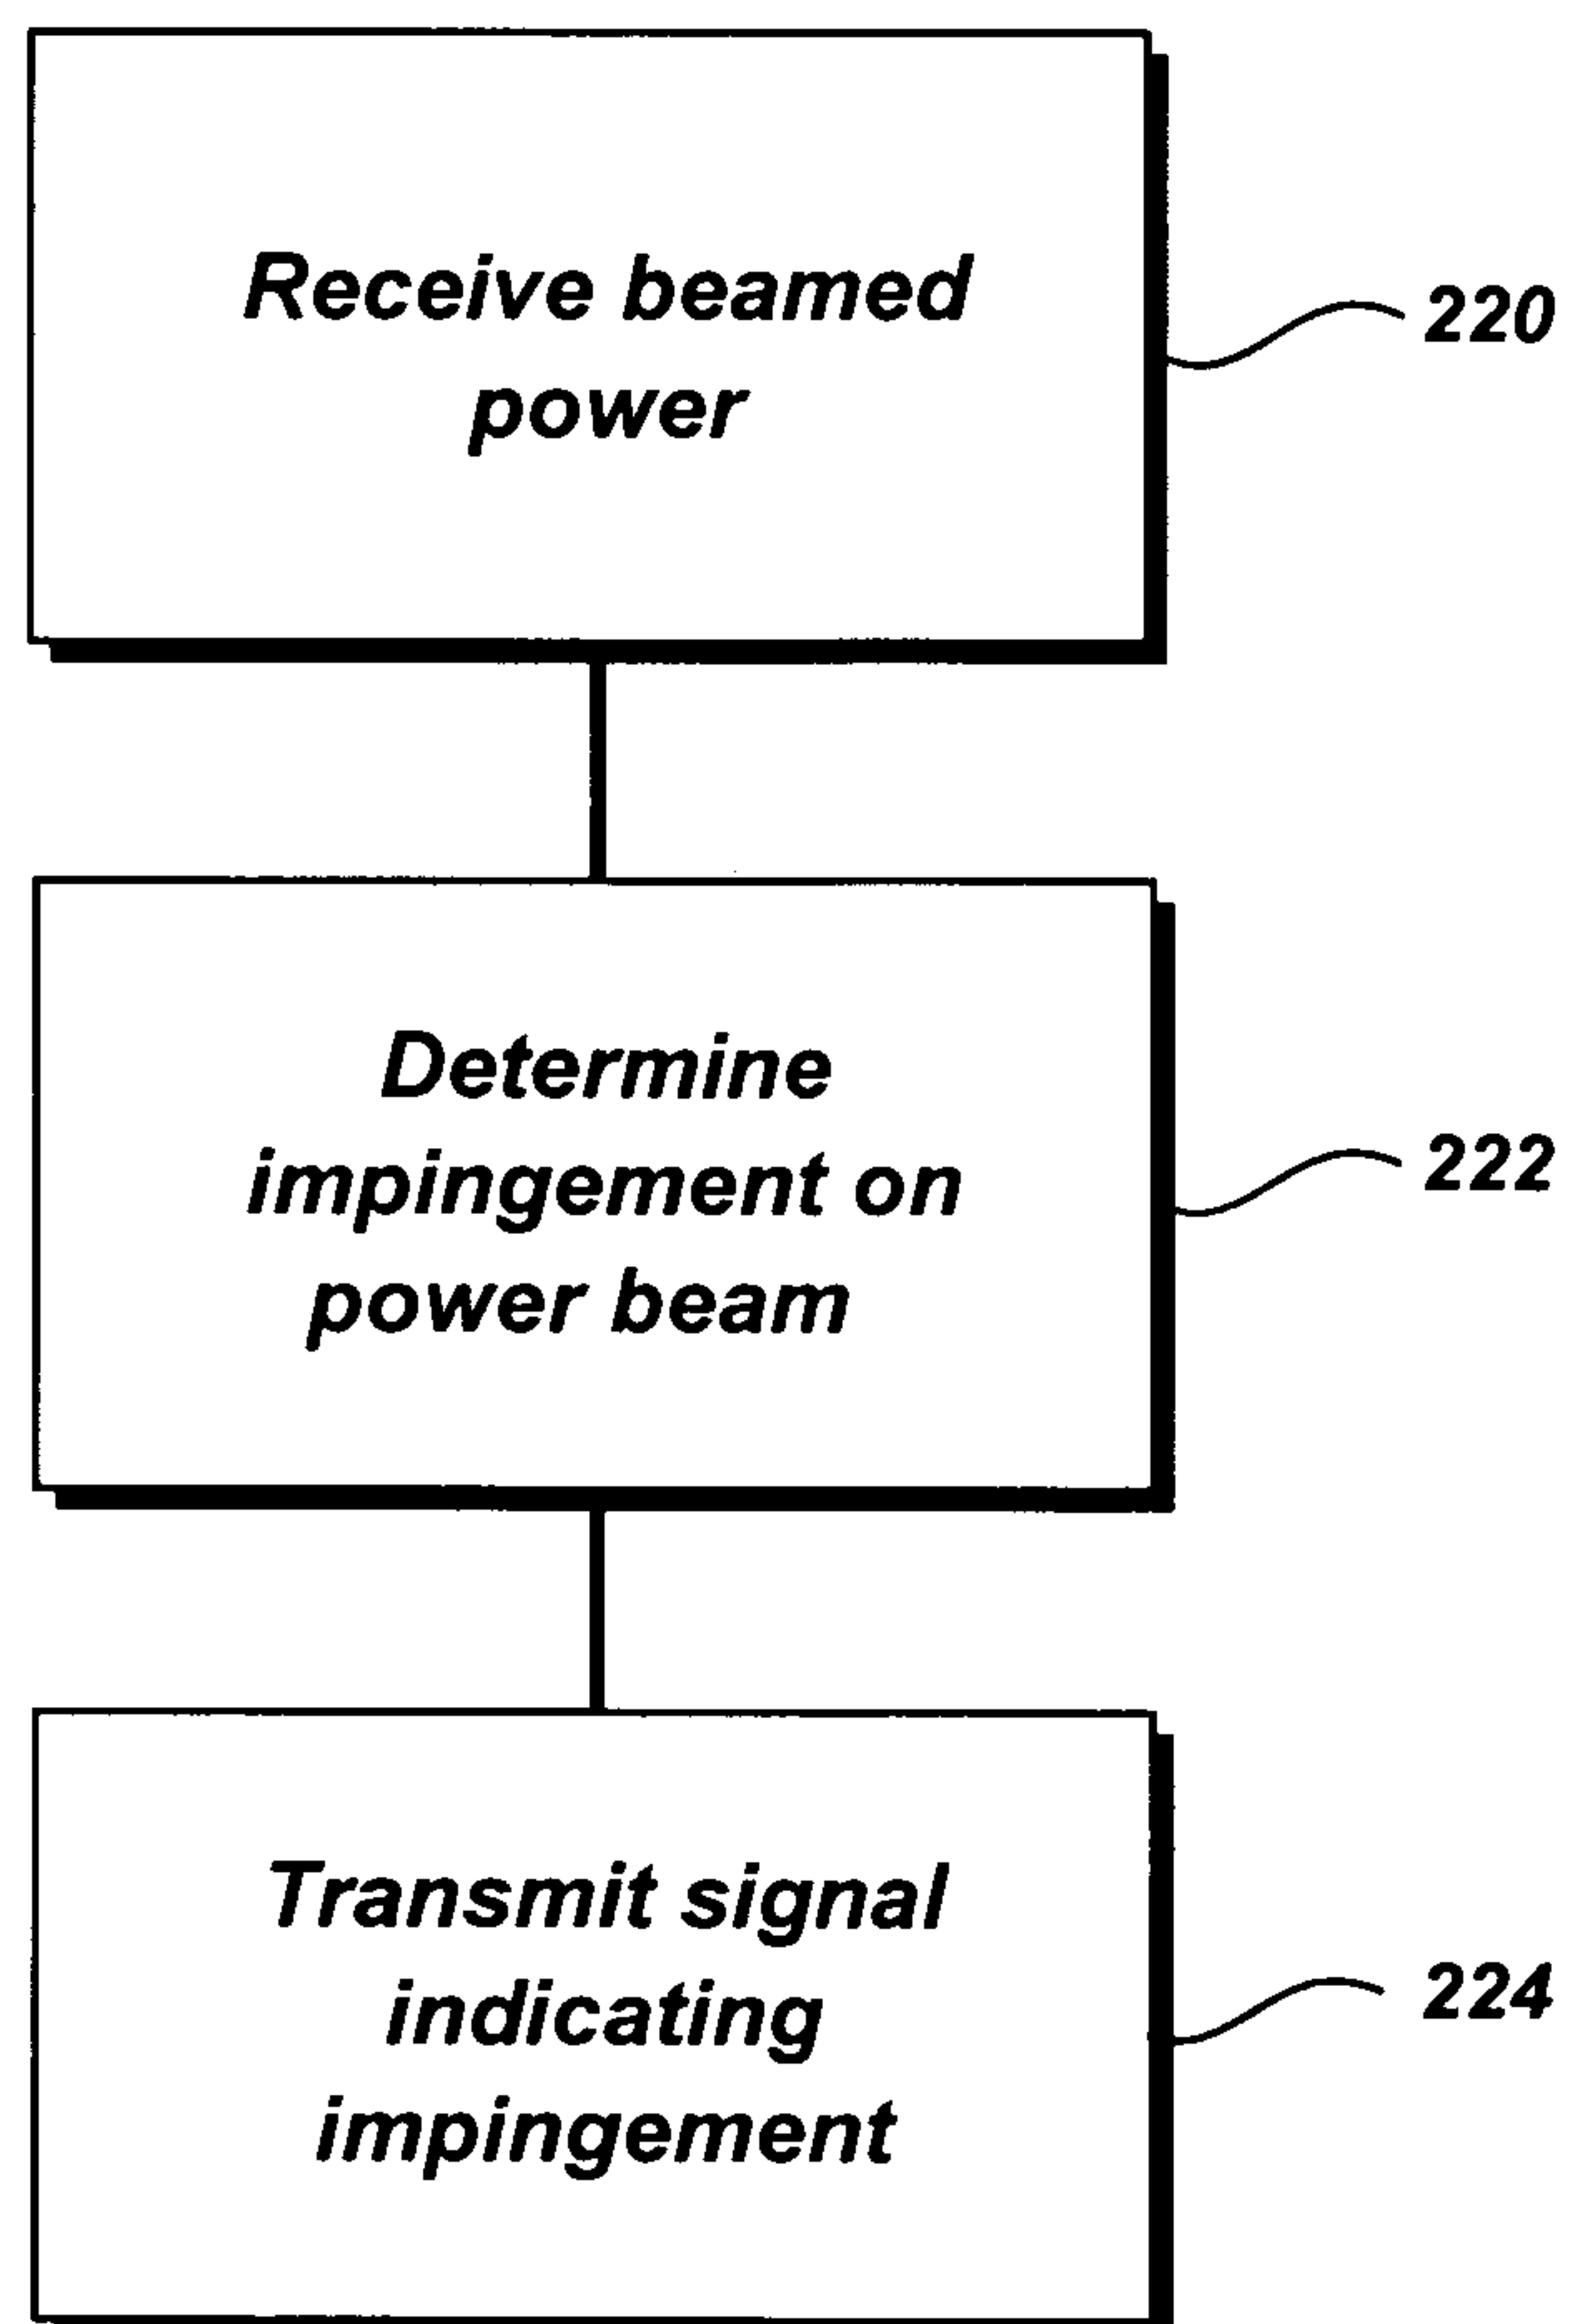 Receive beamed
power
220
Determine
impingement on
power beam
222
Transmit signal
indicating
impingement
224